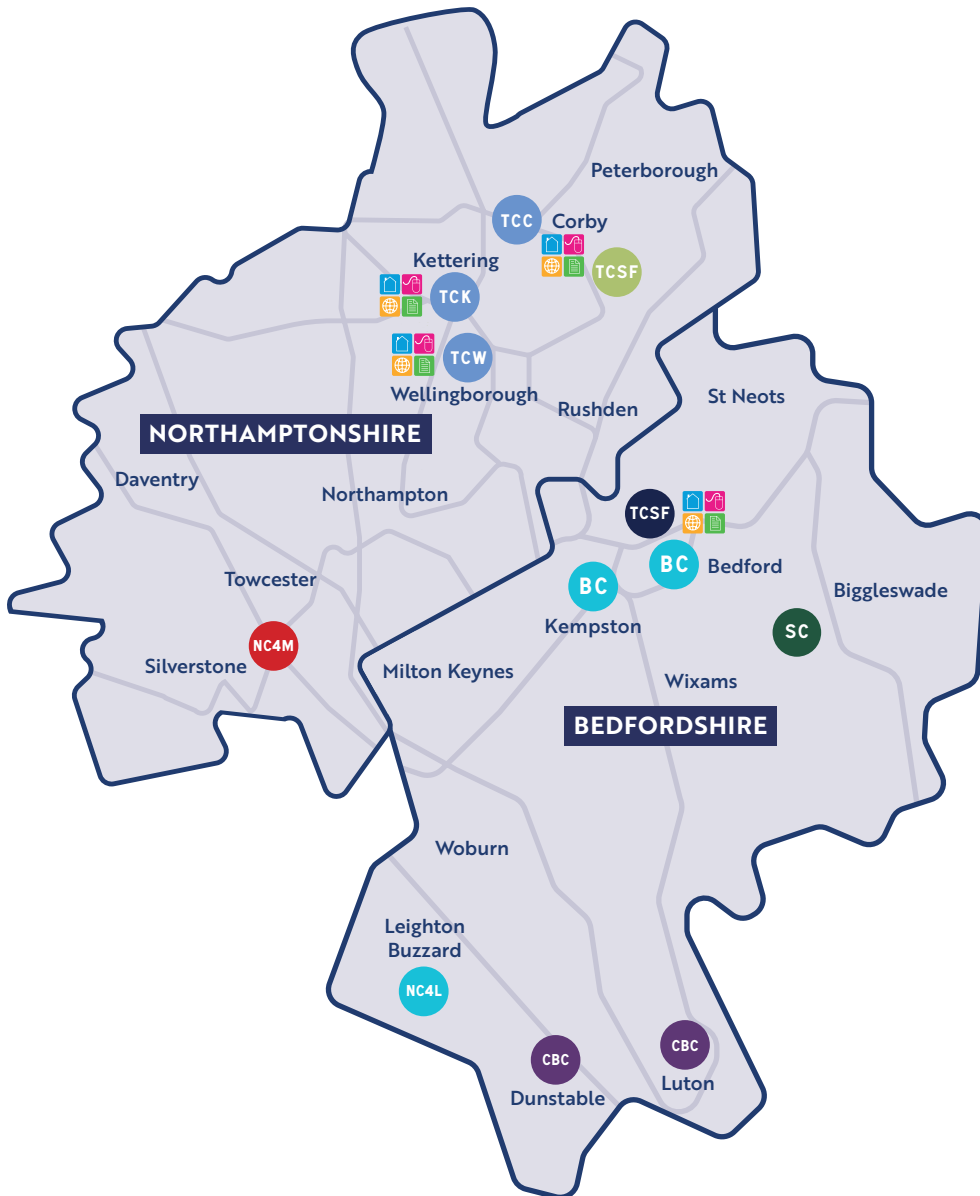 Peterborough
TCC
Corby
Kettering
TCSF
TCK
TCW
Wellingborough
St Neots
Rushden
NORTHAMPTONSHIRE
Daventry
Northampton
TCSF
BC
Bedford
Towcester
BC
Biggleswade
Kempston
SC
NC4M
Silverstone
Milton Keynes
Wixams
BEDFORDSHIRE
Woburn
Leighton
Buzzard
NC4L
CBC
CBC
Luton
Dunstable